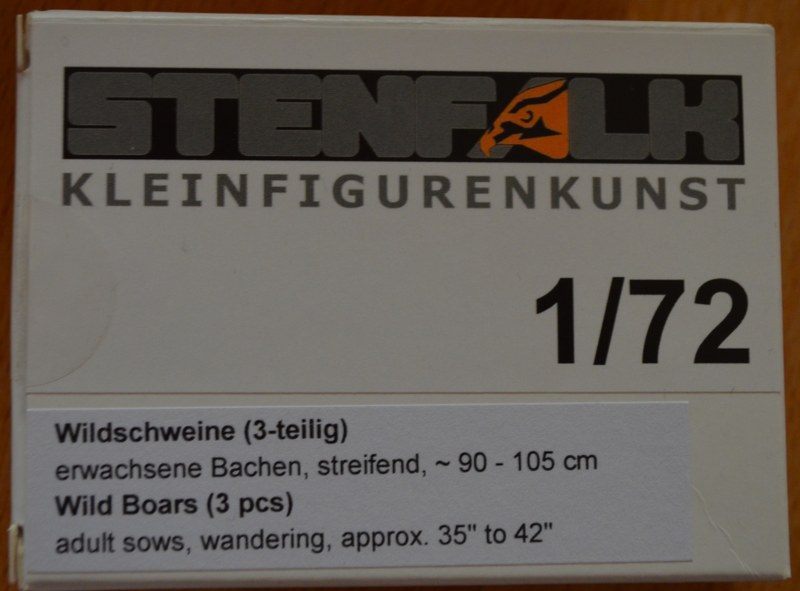 STENFALK
KLEINFIGURENKUNST
1/72
Wildschweine (3-teilig)
erwachsene Bachen, streifend, ~ 90 - 105 cm
Wild Boars (3 pcs)
adult sows, wandering, approx. 35" to 42"